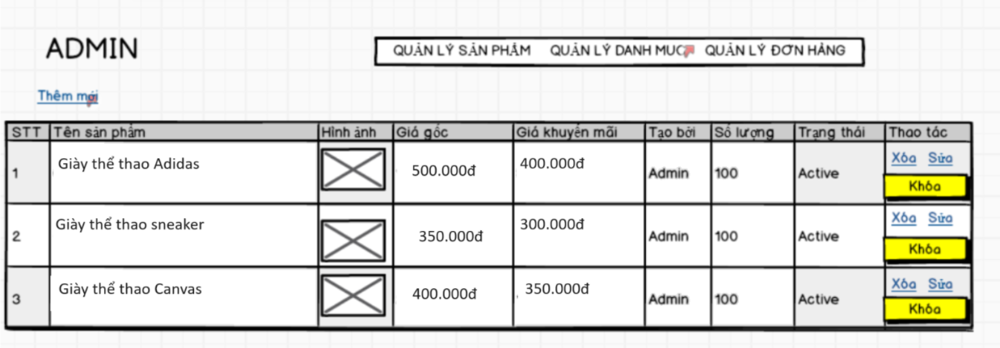 ADMIN
QUẢN LÝ SẢN PHẨM QUẢN LÝ DANH MỤC QUẢN LÝ ĐƠN HÀNG
Thêm mới
STT Tên sản phẩm Hình ảnh Giá gốc Giá khuyến mãi Tạo bởi Số lượng Trạng thái Thao tác
1 Giày thể thao Adidas 500.000đ 400.000đ Admin 100 Active Xóa Sửa
Khóa
2 Giày thể thao sneaker 350.000đ 300.000đ Admin 100 Active Xóa Sửa
Khóa
3 Giày thể thao Canvas 400.000đ 350.000đ Admin 100 Active Xóa Sửa
Khóa